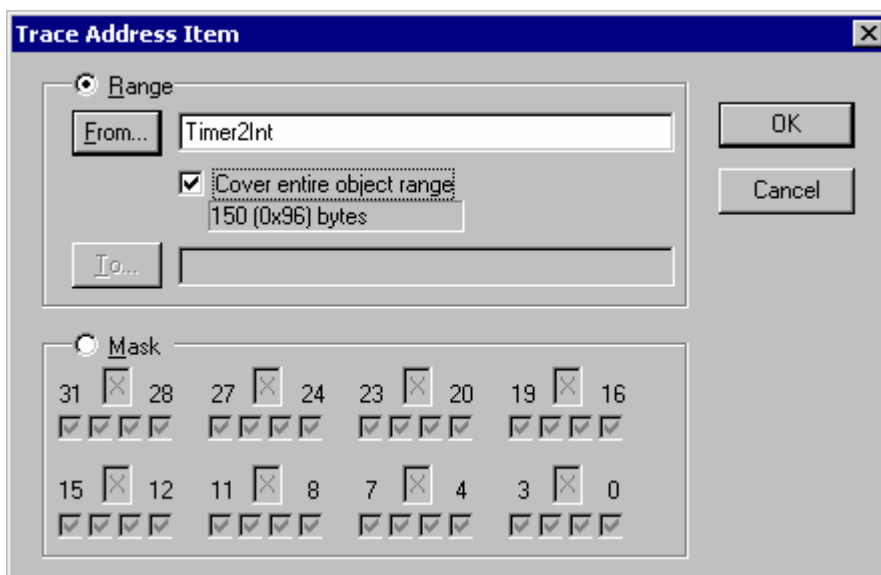 Trace Address Item
Range
From... Timer2Int
OK
Cover entire object range
150 (0x96) bytes
Cancel
To...
Mask
31 X 28 27 X 24 23 X 20 19 X 16
15 X 12 11 X 8 7 X 4 3 X 0